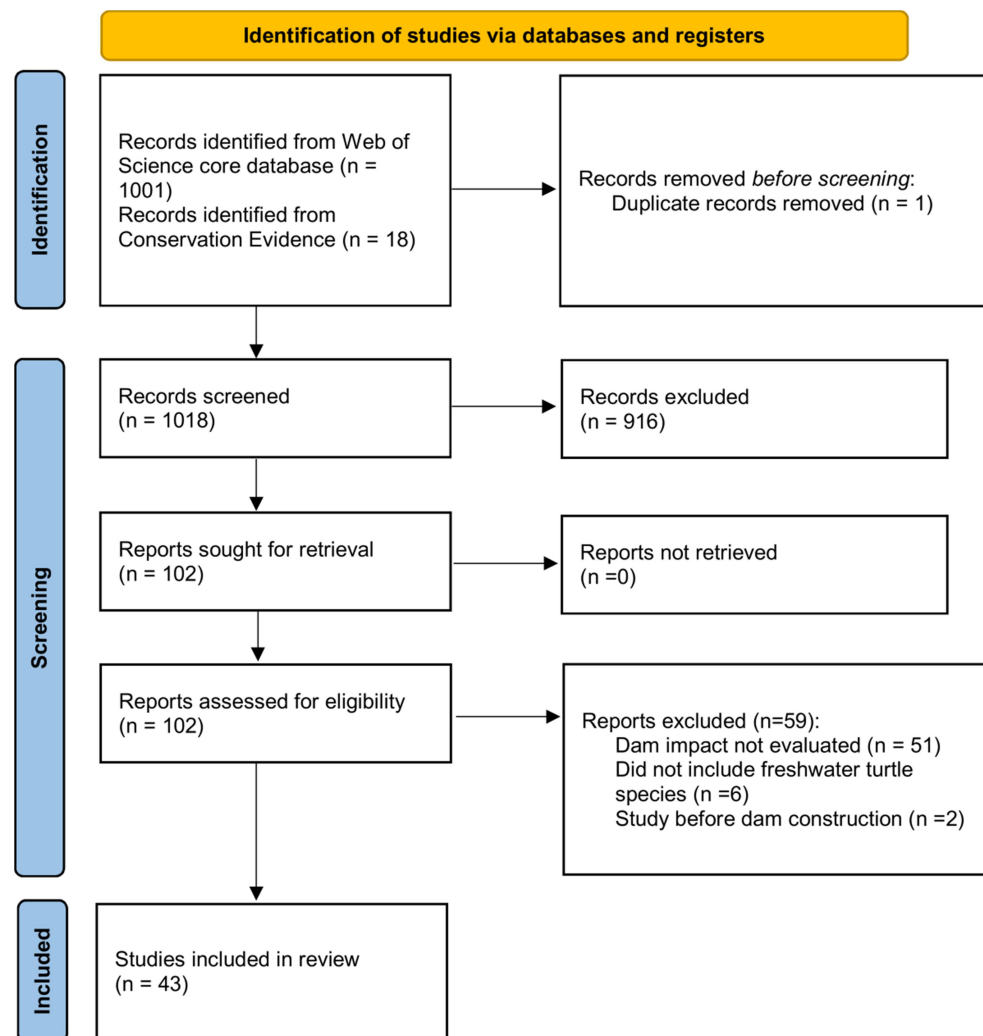 Identification of studies via databases and registers
Identification
Records identified from Web of
Science core database (n =
1001)
Records identified from
Conservation Evidence (n = 18)
Records removed before screening:
Duplicate records removed (n = 1)
Screening
Records screened
(n = 1018)
Records excluded
(n = 916)
Reports sought for retrieval
(n = 102)
Reports not retrieved
(n =0)
Reports assessed for eligibility
(n = 102)
Reports excluded (n=59):
Dam impact not evaluated (n = 51)
Did not include freshwater turtle
species (n =6)
Study before dam construction (n =2)
Included
Studies included in review
(n = 43)